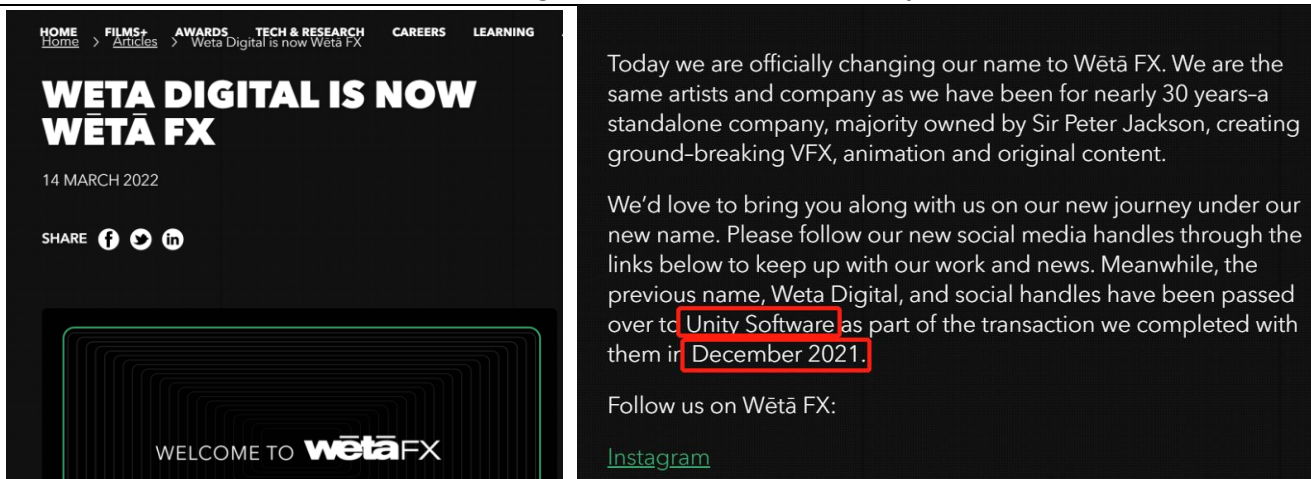 HOME FILMS+ AWARDS TECH & RESEARCH CAREERS LEARNING
Home > Articles > Weta Digital is now Wētā FX
WETA DIGITAL IS NOW
WĒTĀ FX
14 MARCH 2022
SHARE
WELCOME TO wētāFX
Today we are officially changing our name to Wētā FX. We are the
same artists and company as we have been for nearly 30 years–a
standalone company, majority owned by Sir Peter Jackson, creating
ground–breaking VFX, animation and original content.
We’d love to bring you along with us on our new journey under our
new name. Please follow our new social media handles through the
links below to keep up with our work and news. Meanwhile, the
previous name, Weta Digital, and social handles have been passed
over to Unity Software as part of the transaction we completed with
them in December 2021.
Follow us on Wētā FX:
Instagram